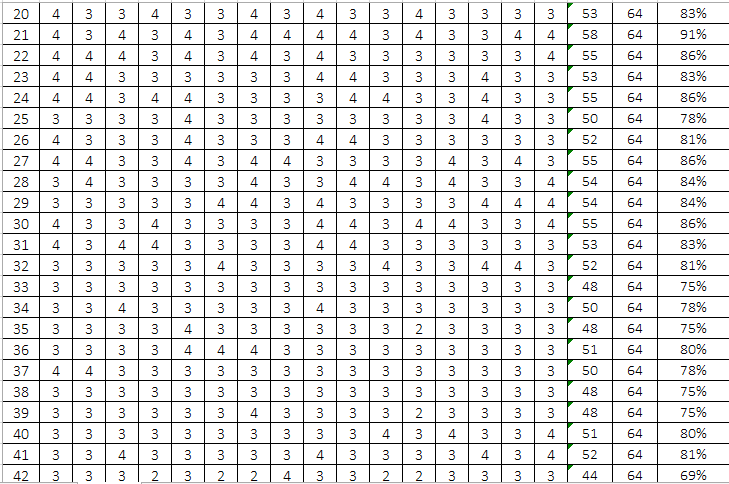 20 4 3 3 4 3 3 4 3 4 3 3 4 3 3 3 3 53 64 83%
21 4 3 4 3 4 3 4 4 4 4 3 4 3 3 4 4 58 64 91%
22 4 4 4 3 4 3 4 3 4 3 3 3 3 3 3 4 55 64 86%
23 4 4 3 3 3 3 3 3 4 4 3 3 3 4 3 3 53 64 83%
24 4 4 3 4 4 3 3 3 3 4 4 3 3 4 3 3 55 64 86%
25 3 3 3 3 4 3 3 3 3 3 3 3 3 4 3 3 50 64 78%
26 4 3 3 3 4 3 3 3 4 4 3 3 3 3 3 3 52 64 81%
27 4 4 3 3 4 3 4 4 3 3 3 3 4 3 4 3 55 64 86%
28 3 4 3 3 3 3 4 3 3 4 4 3 4 3 3 4 54 64 84%
29 3 3 3 3 3 4 4 3 4 3 3 3 3 4 4 4 54 64 84%
30 4 3 3 4 3 3 3 3 4 4 3 4 4 3 3 4 55 64 86%
31 4 3 4 4 3 3 3 3 4 4 3 3 3 3 3 3 53 64 83%
32 3 3 3 3 3 4 3 3 3 3 4 3 3 4 4 3 52 64 81%
33 3 3 3 3 3 3 3 3 3 3 3 3 3 3 3 3 48 64 75%
34 3 3 4 3 3 3 3 3 4 3 3 3 3 3 3 3 50 64 78%
35 3 3 3 3 4 3 3 3 3 3 3 2 3 3 3 3 48 64 75%
36 3 3 3 3 4 4 4 3 3 3 3 3 3 3 3 3 51 64 80%
37 4 4 3 3 3 3 3 3 3 3 3 3 3 3 3 3 50 64 78%
38 3 3 3 3 3 3 3 3 3 3 3 3 3 3 3 3 48 64 75%
39 3 3 3 3 3 3 4 3 3 3 3 2 3 3 3 3 48 64 75%
40 3 3 3 3 3 3 3 3 3 3 4 3 4 3 3 4 51 64 80%
41 3 3 4 3 3 3 3 3 4 3 3 3 3 4 3 4 52 64 81%
42 3 3 3 2 3 2 2 4 3 3 2 2 3 3 3 3 44 64 69%